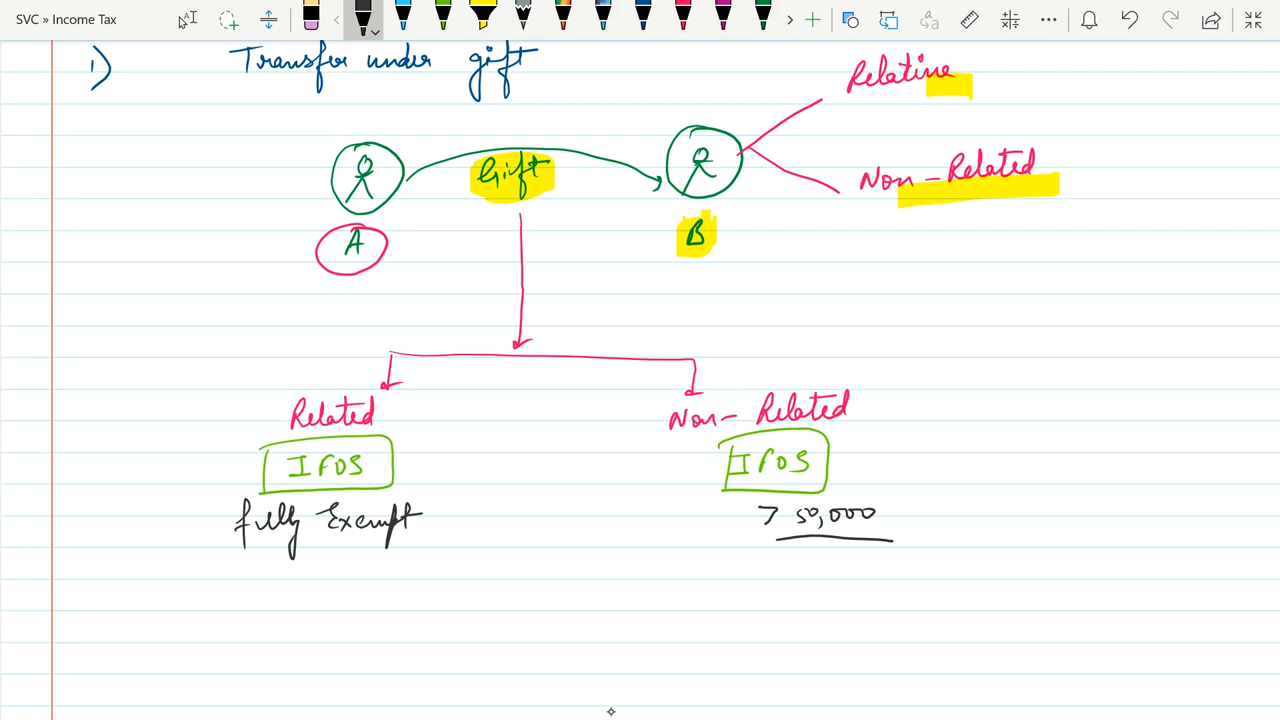 SVC » Income Tax
1) Transfer under gift
Relative
Gift
Non-Related
A
B
Related
Non-Related
IFOS
IFOS
fully Exempt
> 50,000